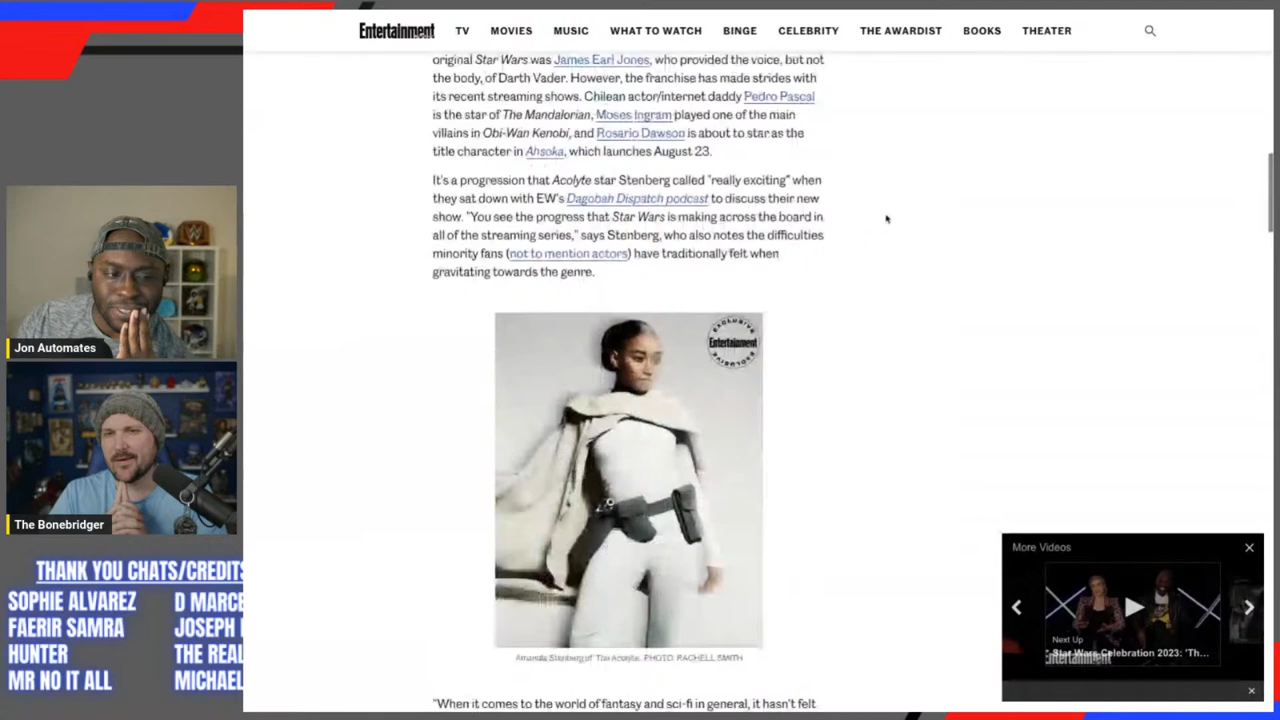 Entertainment
TV
MOVIES
MUSIC
WHAT TO WATCH
BINGE
CELEBRITY
THE AWARDIST
BOOKS
THEATER
original Star Wars was James Earl Jones, who provided the voice, but not
the body, of Darth Vader. However, the franchise has made strides with
its recent streaming shows. Chilean actor/internet daddy Pedro Pascal
is the star of The Mandalorian, Moses Ingram played one of the main
villains in Obi-Wan Kenobi, and Rosario Dawson is about to star as the
title character in Ahsoka, which launches August 23.
It's a progression that Acolyte star Stenberg called "really exciting" when
they sat down with EW's Dagobah Dispatch podcast to discuss their new
show. "You see the progress that Star Wars is making across the board in
all of the streaming series," says Stenberg, who also notes the difficulties
minority fans (not to mention actors) have traditionally felt when
gravitating towards the genre.
EXCLUSIVE
Entertainment
EXCLUSIVE
Amandla Stenberg of 'The Acolyte.' PHOTO: RACHELL SMITH
"When it comes to the world of fantasy and sci-fi in general, it hasn't felt
Jon Automates
The Bonebridger
THANK YOU CHATS/CREDITS
SOPHIE ALVAREZ
D MARCE
FAERIR SAMRA
JOSEPH
HUNTER
THE REAL
MR NO IT ALL
MICHAEL
More Videos
Next Up
Star Wars Celebration 2023: 'Th...
Entertainment